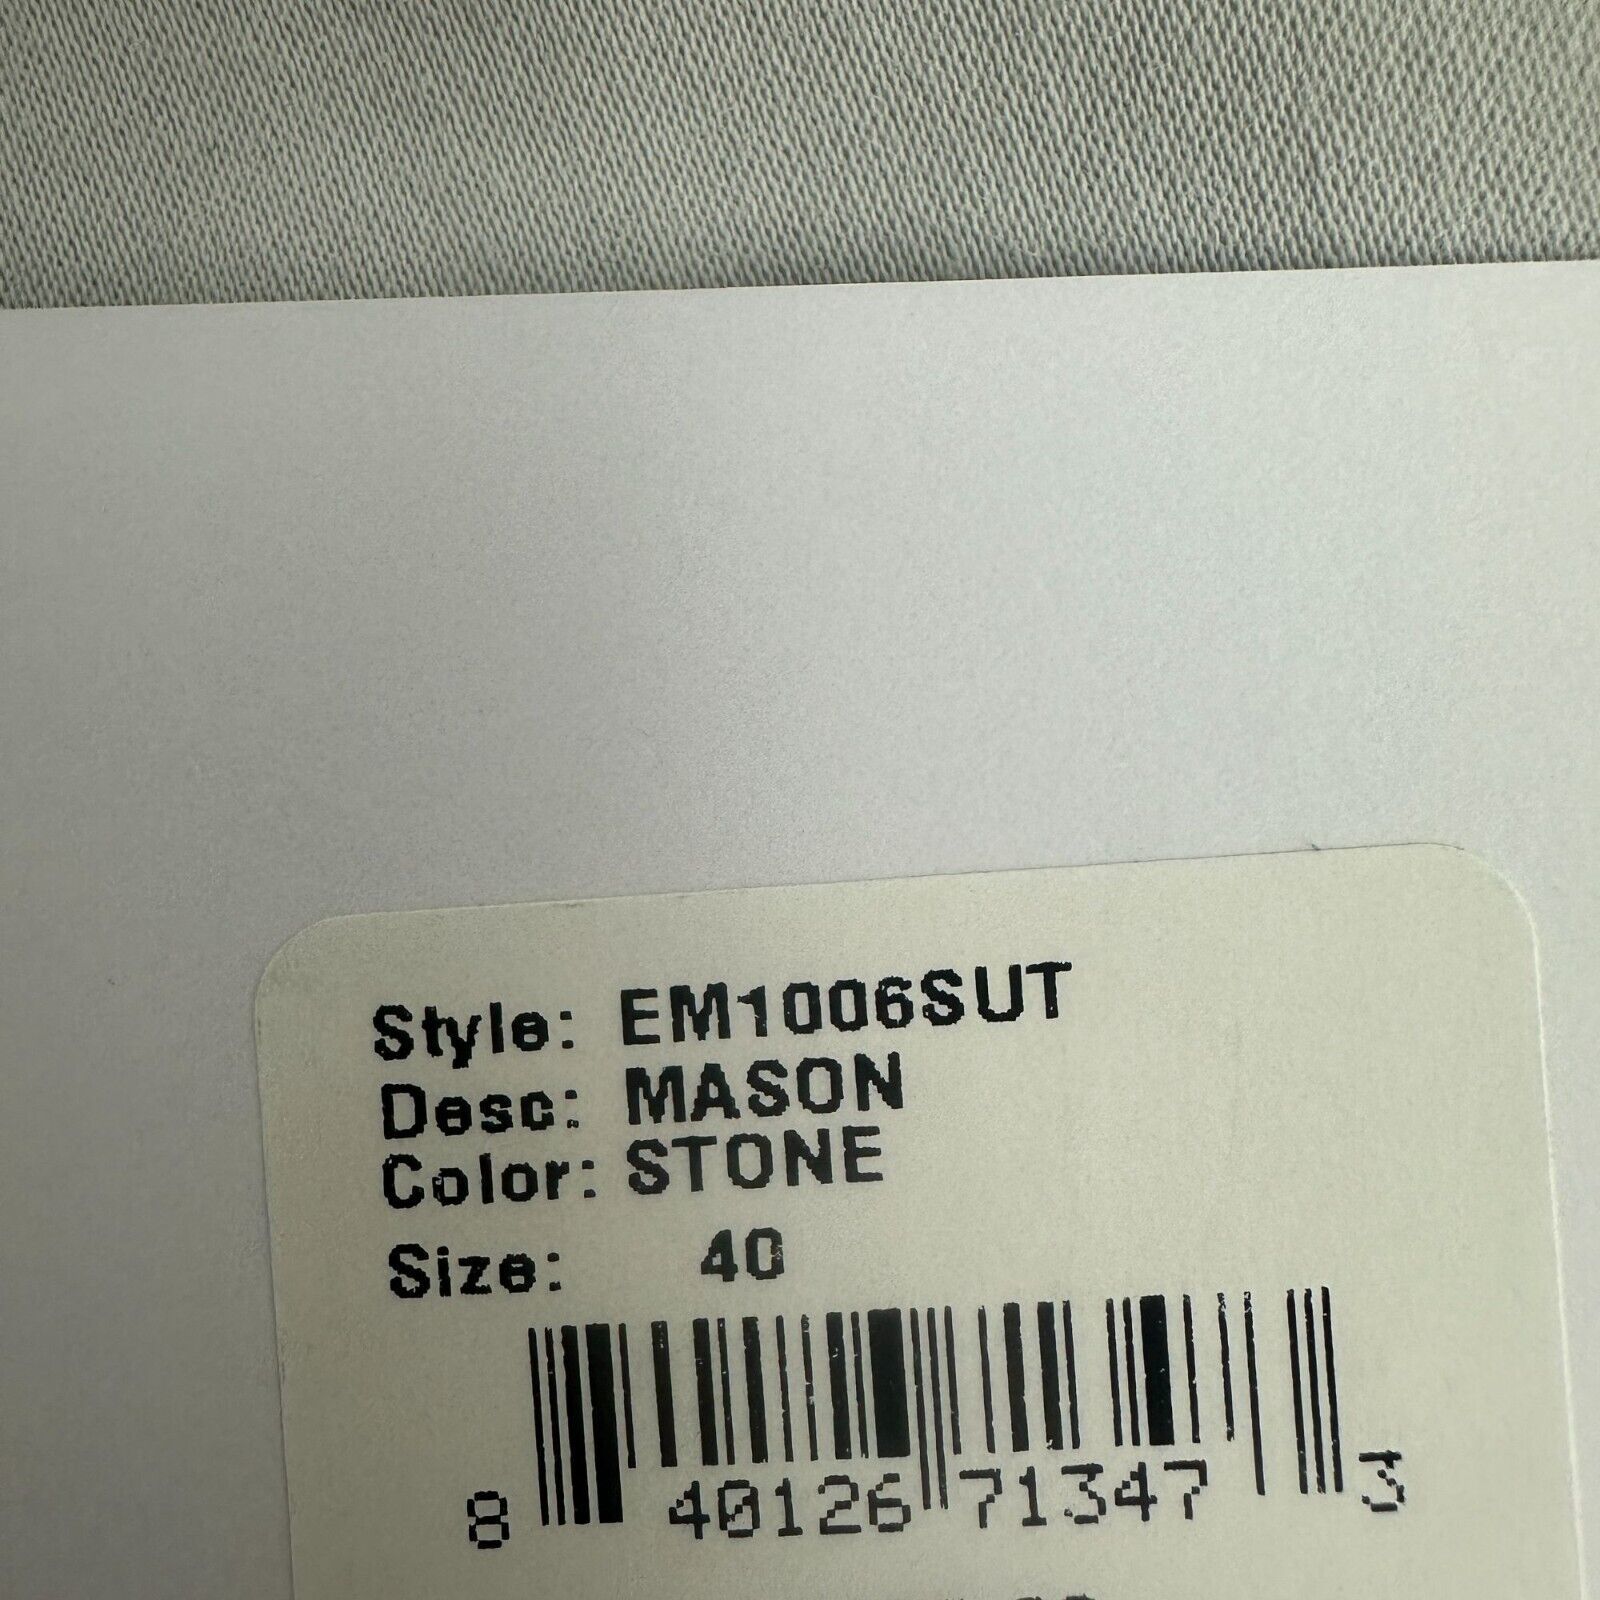 Style: EM1006SUT
Desc: MASON
Color: STONE
Size: 40
8 40126 71347 3